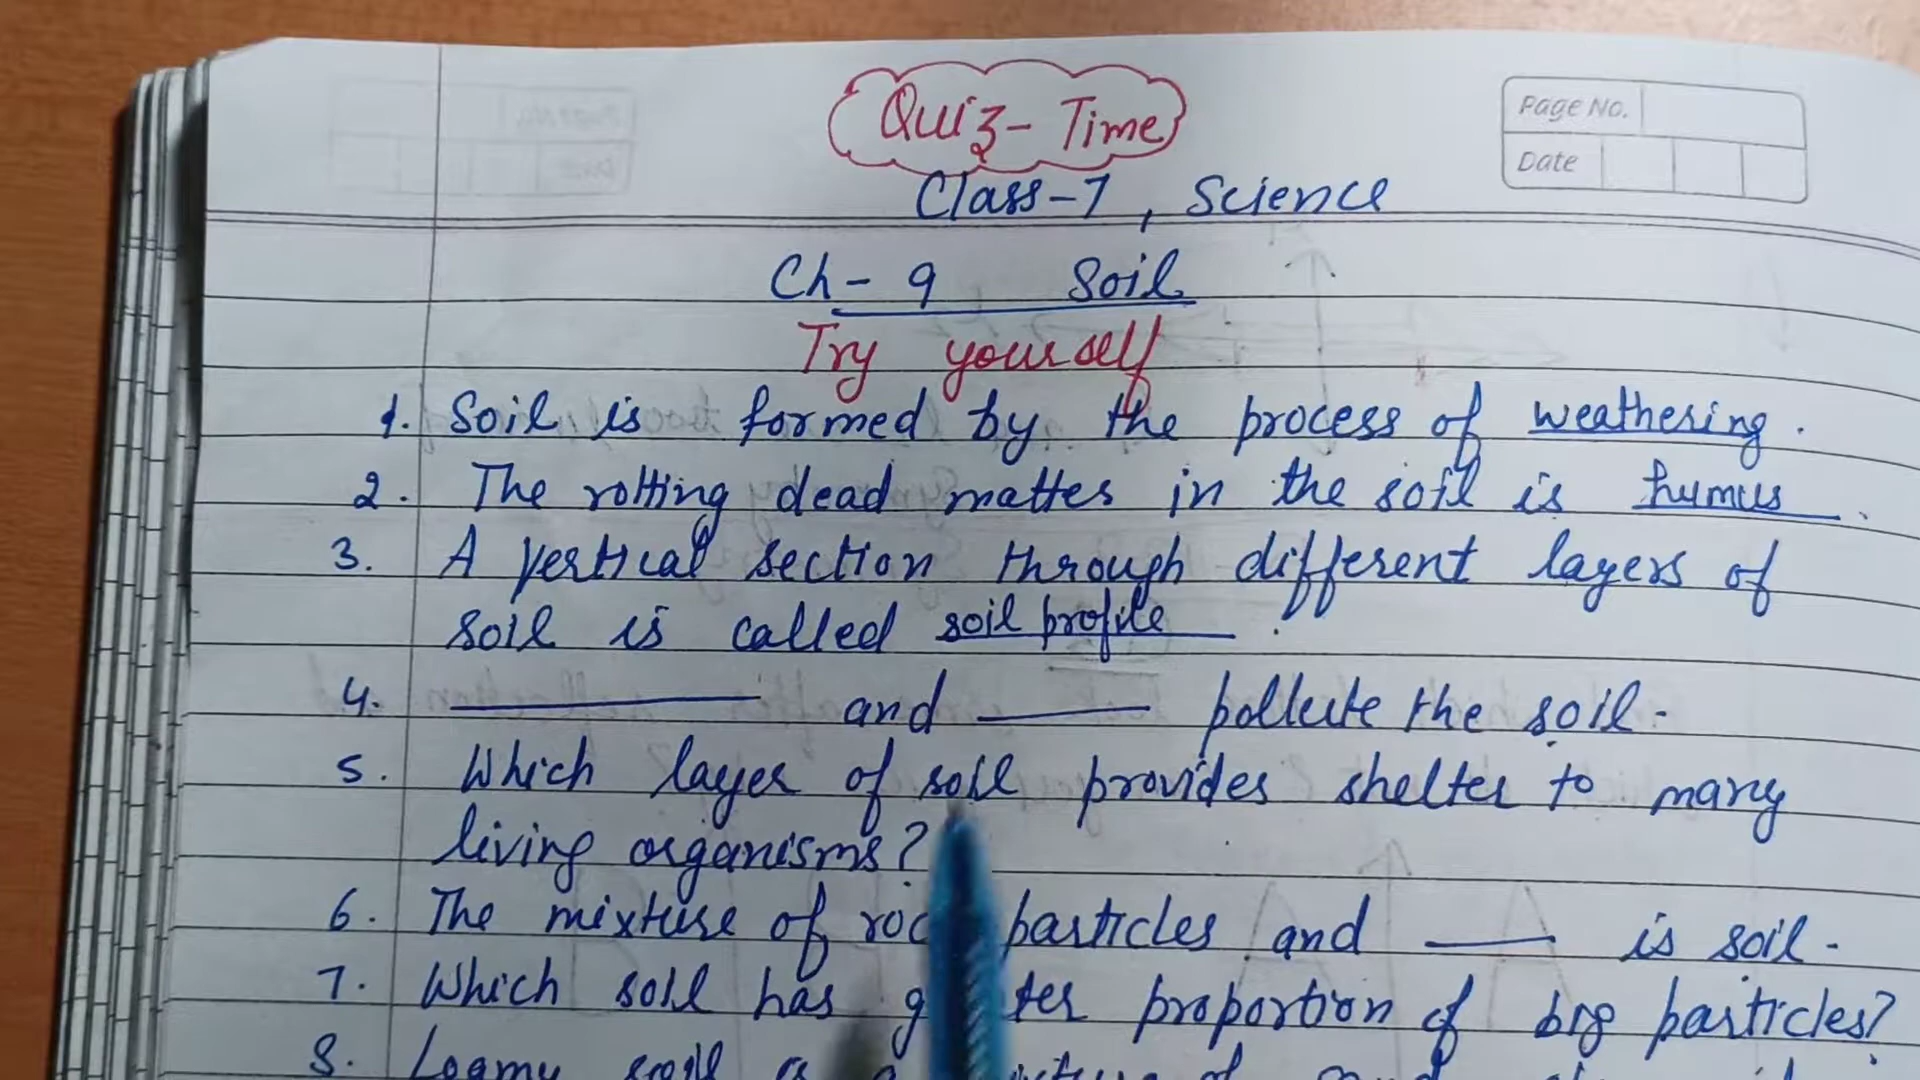 Quiz-Time
Page No.
Date
Class-7, Science
Ch-9 Soil
Try yourself
1. Soil is formed by the process of weathering.
2. The rotting dead matter in the soil is humus.
3. A vertical section through different layers of
soil is called soil profile.
4. and pollute the soil.
5. Which layer of soil provides shelter to many
living organisms?
6. The mixture of particles and is soil.
7. Which soil has proportion of big particles?
8. Loamy soil